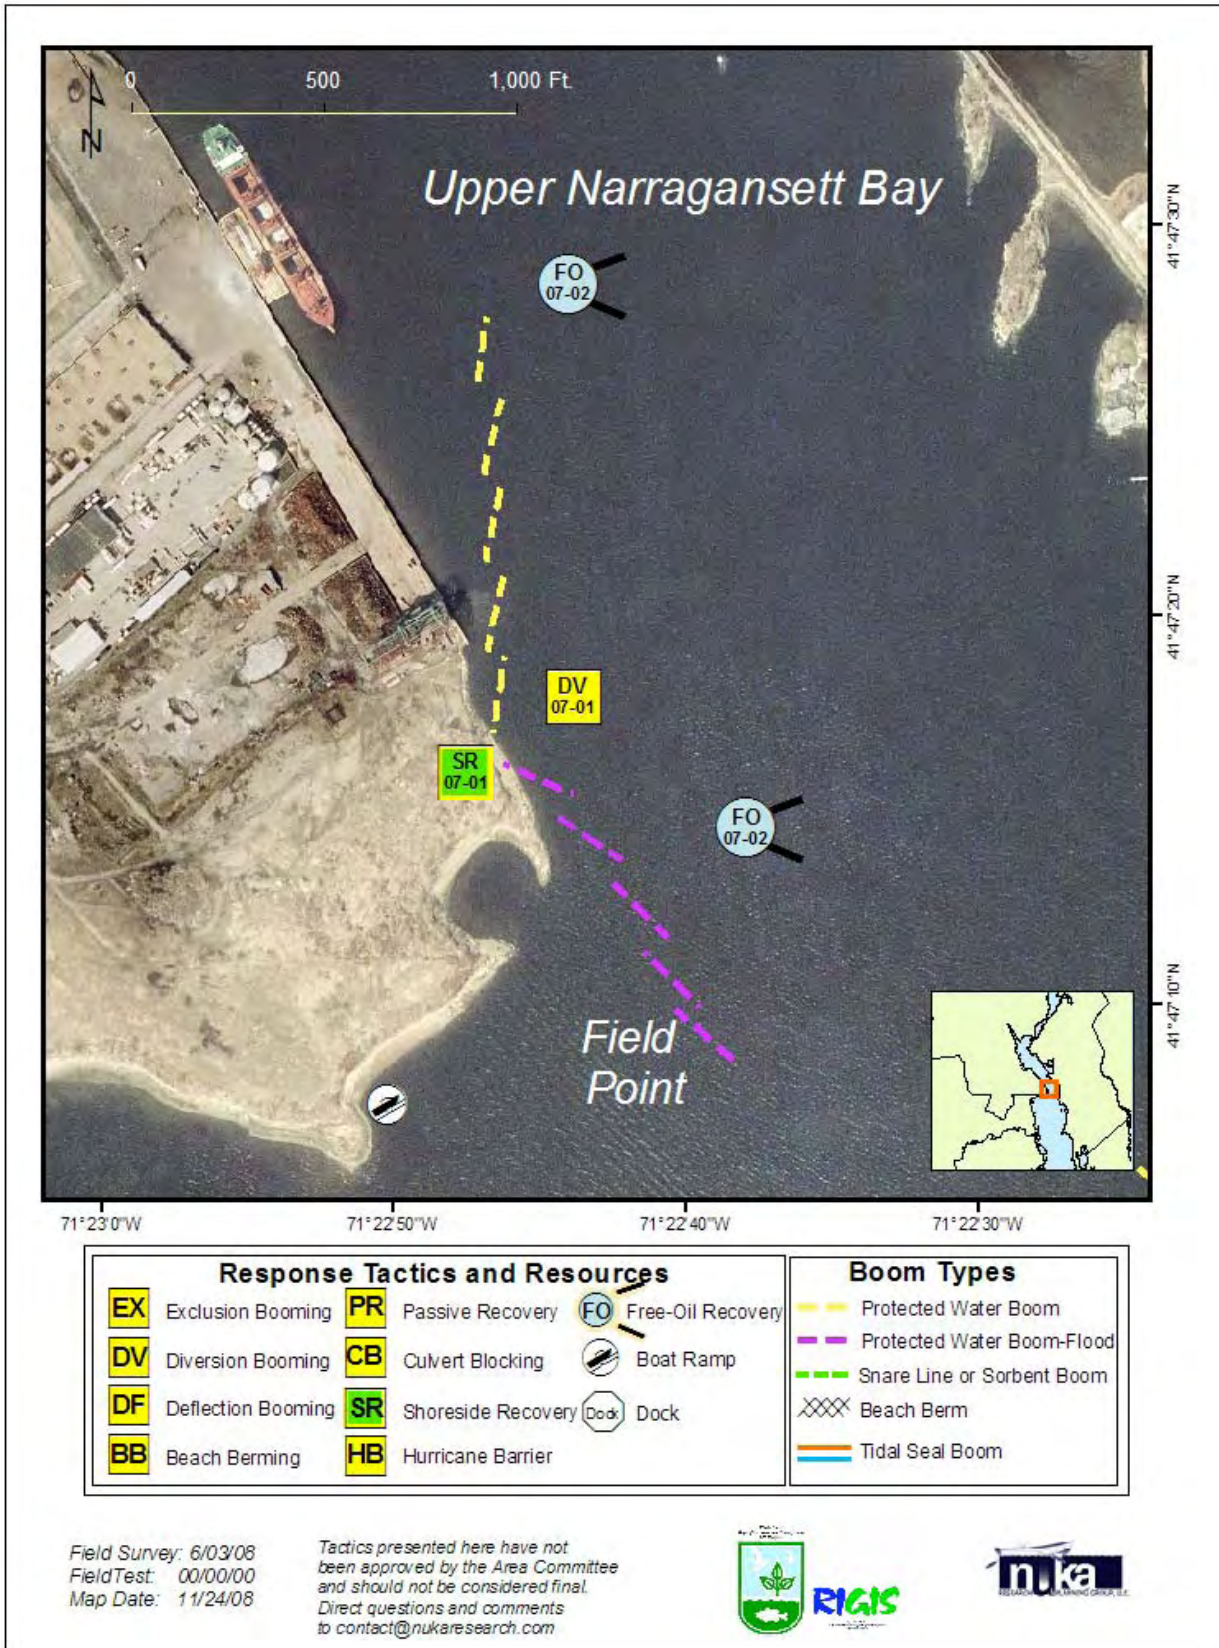 0 500 1,000 Ft.
N
Upper Narragansett Bay
FO
07-02
41°47'30"N
41°47'20"N
DV
07-01
SR
07-01
FO
07-02
41°47'10"N
Field
Point
71°23'0"W 71°22'50"W 71°22'40"W 71°22'30"W
Response Tactics and Resources
EX Exclusion Booming PR Passive Recovery FO Free-Oil Recovery
DV Diversion Booming CB Culvert Blocking Boat Ramp
DF Deflection Booming SR Shoreside Recovery Dock Dock
BB Beach Berming HB Hurricane Barrier
Boom Types
Protected Water Boom
Protected Water Boom-Flood
Snare Line or Sorbent Boom
Beach Berm
Tidal Seal Boom
Field Survey: 6/03/08
FieldTest: 00/00/00
Map Date: 11/24/08
Tactics presented here have not
been approved by the Area Committee
and should not be considered final.
Direct questions and comments
to contact@nukaresearch.com
RIGIS
nuka